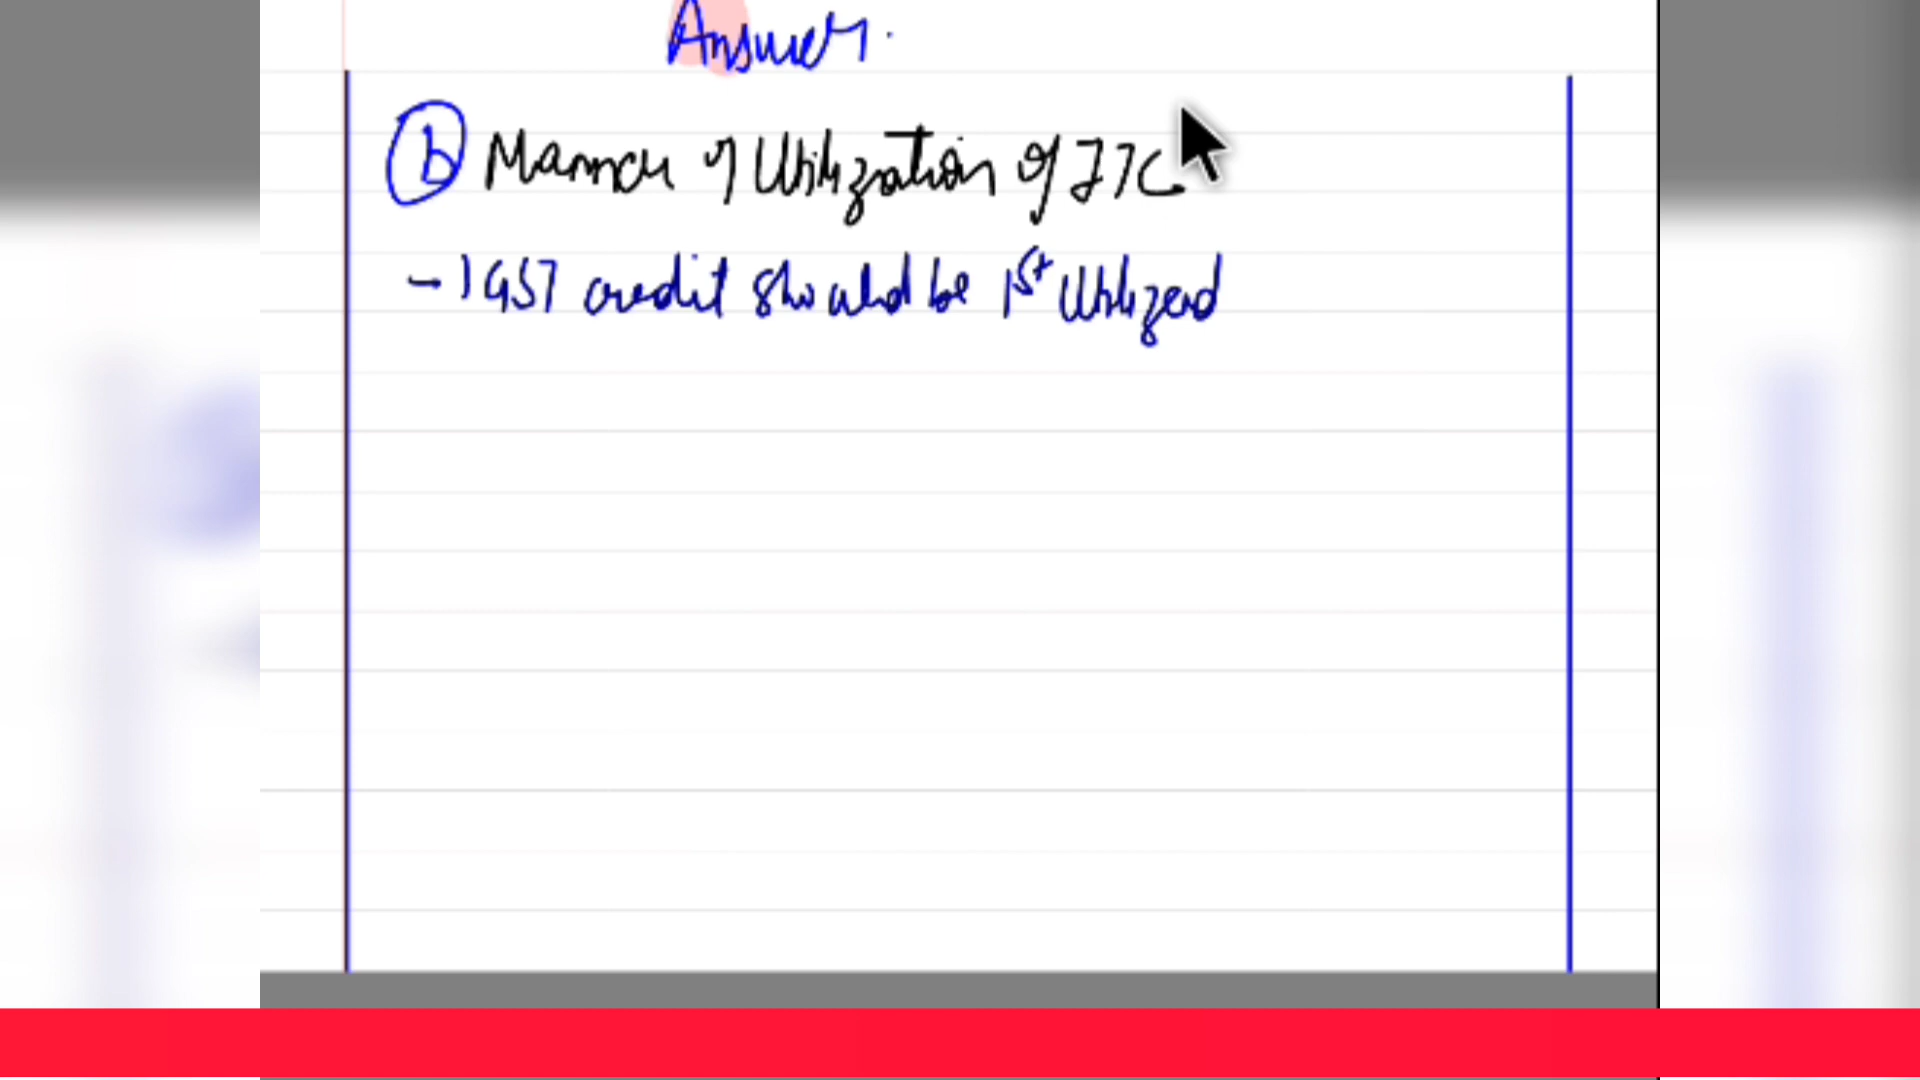 Answer.
b Manner of Utilization of ITC
- IGST credit should be 1st Utilized